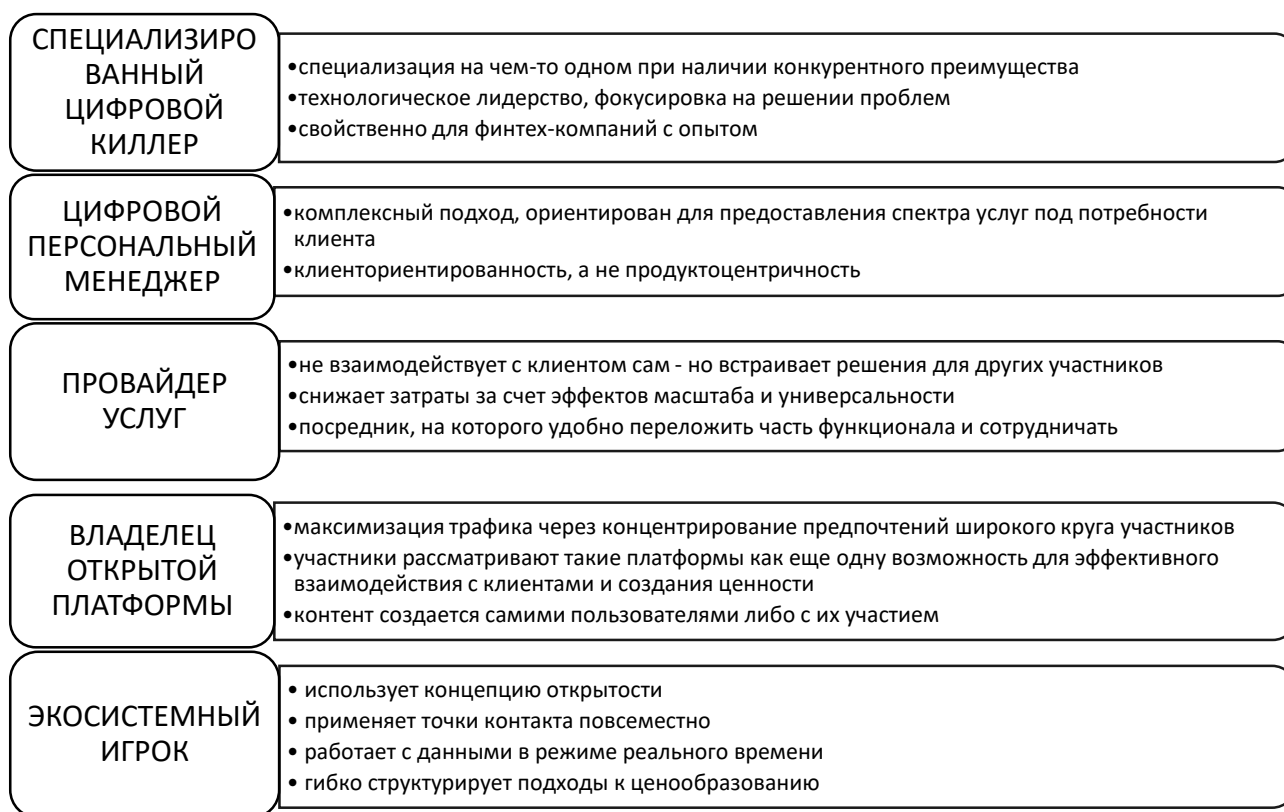 СПЕЦИАЛИЗИРО
ВАННЫЙ
ЦИФРОВОЙ
КИЛЛЕР
•специализация на чем-то одном при наличии конкурентного преимущества
•технологическое лидерство, фокусировка на решении проблем
•свойственно для финтех-компаний с опытом
ЦИФРОВОЙ
ПЕРСОНАЛЬНЫЙ
МЕНЕДЖЕР
•комплексный подход, ориентирован для предоставления спектра услуг под потребности
клиента
•клиенториентированность, а не продуктоцентричность
ПРОВАЙДЕР
УСЛУГ
•не взаимодействует с клиентом сам - но встраивает решения для других участников
•снижает затраты за счет эффектов масштаба и универсальности
•посредник, на которого удобно переложить часть функционала и сотрудничать
ВЛАДЕЛЕЦ
ОТКРЫТОЙ
ПЛАТФОРМЫ
•максимизация трафика через концентрирование предпочтений широкого круга участников
•участники рассматривают такие платформы как еще одну возможность для эффективного
взаимодействия с клиентами и создания ценности
•контент создается самими пользователями либо с их участием
ЭКОСИСТЕМНЫЙ
ИГРОК
• использует концепцию открытости
• применяет точки контакта повсеместно
• работает с данными в режиме реального времени
• гибко структурирует подходы к ценообразованию